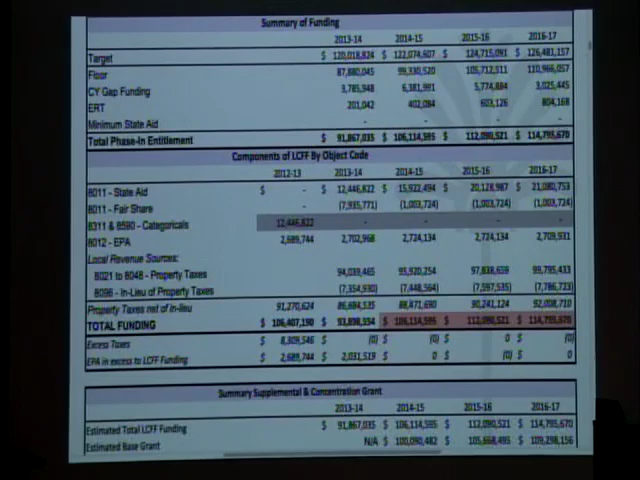 Summary of Funding
2013-14 2014-15 2015-16 2016-17
Target $ 120,018,824 $ 122,074,607 $ 124,715,091 $ 126,481,157
Floor 87,880,045 99,330,520 105,712,511 110,966,057
CY Gap Funding 3,785,948 6,381,991 5,774,884 3,025,445
ERT 201,042 402,084 603,126 804,168
Minimum State Aid - - - -
Total Phase-In Entitlement $ 91,867,035 $ 106,114,595 $ 112,090,521 $ 114,795,670
Components of LCFF By Object Code
2012-13 2013-14 2014-15 2015-16 2016-17
8011 - State Aid $ - $ 12,446,822 $ 15,922,494 $ 20,128,987 $ 21,080,753
8011 - Fair Share - (7,935,771) (1,003,724) (1,003,724) (1,003,724)
8311 & 8590 - Categoricals 12,446,822 - - - -
8012 - EPA 2,689,744 2,702,968 2,724,134 2,724,134 2,709,931
Local Revenue Sources:
8021 to 8048 - Property Taxes 94,039,465 95,920,254 97,838,659 99,795,433
8096 - In-Lieu of Property Taxes (7,354,930) (7,448,564) (7,597,535) (7,786,723)
Property Taxes net of in-lieu 91,270,624 86,684,535 88,471,690 90,241,124 92,008,710
TOTAL FUNDING $ 106,407,190 $ 93,898,554 $ 106,114,595 $ 112,090,521 $ 114,795,670
Excess Taxes $ 8,309,546 $ (0) $ (0) $ 0 $ (0)
EPA in excess to LCFF Funding $ 2,689,744 $ 2,031,519 $ 0 $ (0) $ 0
Summary Supplemental & Concentration Grant
2013-14 2014-15 2015-16 2016-17
Estimated Total LCFF Funding $ 91,867,035 $ 106,114,595 $ 112,090,521 $ 114,795,670
Estimated Base Grant N/A $ 100,090,482 $ 105,668,495 $ 109,298,156